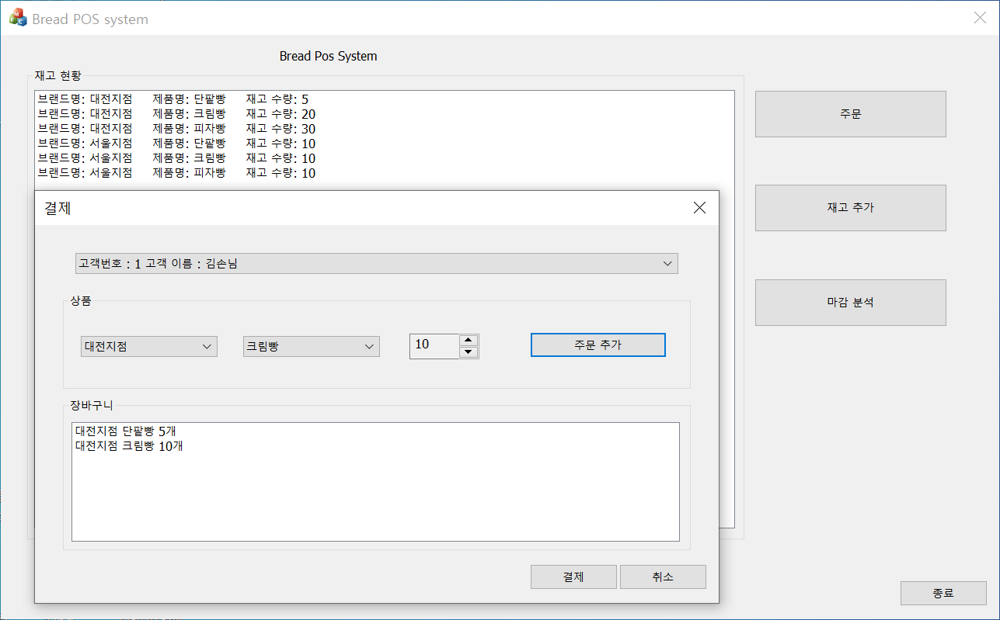 Bread POS system
Bread Pos System
재고 현황
브랜드명: 대전지점 제품명: 단팥빵 재고 수량: 5
브랜드명: 대전지점 제품명: 크림빵 재고 수량: 20
브랜드명: 대전지점 제품명: 피자빵 재고 수량: 30
브랜드명: 서울지점 제품명: 단팥빵 재고 수량: 10
브랜드명: 서울지점 제품명: 크림빵 재고 수량: 10
브랜드명: 서울지점 제품명: 피자빵 재고 수량: 10
주문
재고 추가
마감 분석
결제
고객번호 : 1 고객 이름 : 김손님
상품
대전지점 크림빵 10 주문 추가
장바구니
대전지점 단팥빵 5개
대전지점 크림빵 10개
결제 취소
종료